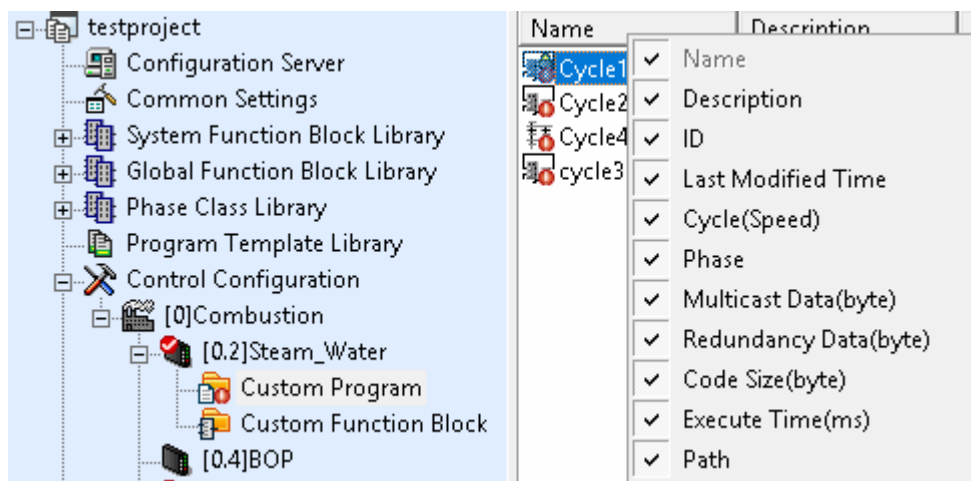 testproject
Configuration Server
Common Settings
System Function Block Library
Global Function Block Library
Phase Class Library
Program Template Library
Control Configuration
[0]Combustion
[0.2]Steam_Water
Custom Program
Custom Function Block
[0.4]BOP
Name Description
Cycle1
Cycle2
Cycle4
cycle3
Name
Description
ID
Last Modified Time
Cycle(Speed)
Phase
Multicast Data(byte)
Redundancy Data(byte)
Code Size(byte)
Execute Time(ms)
Path